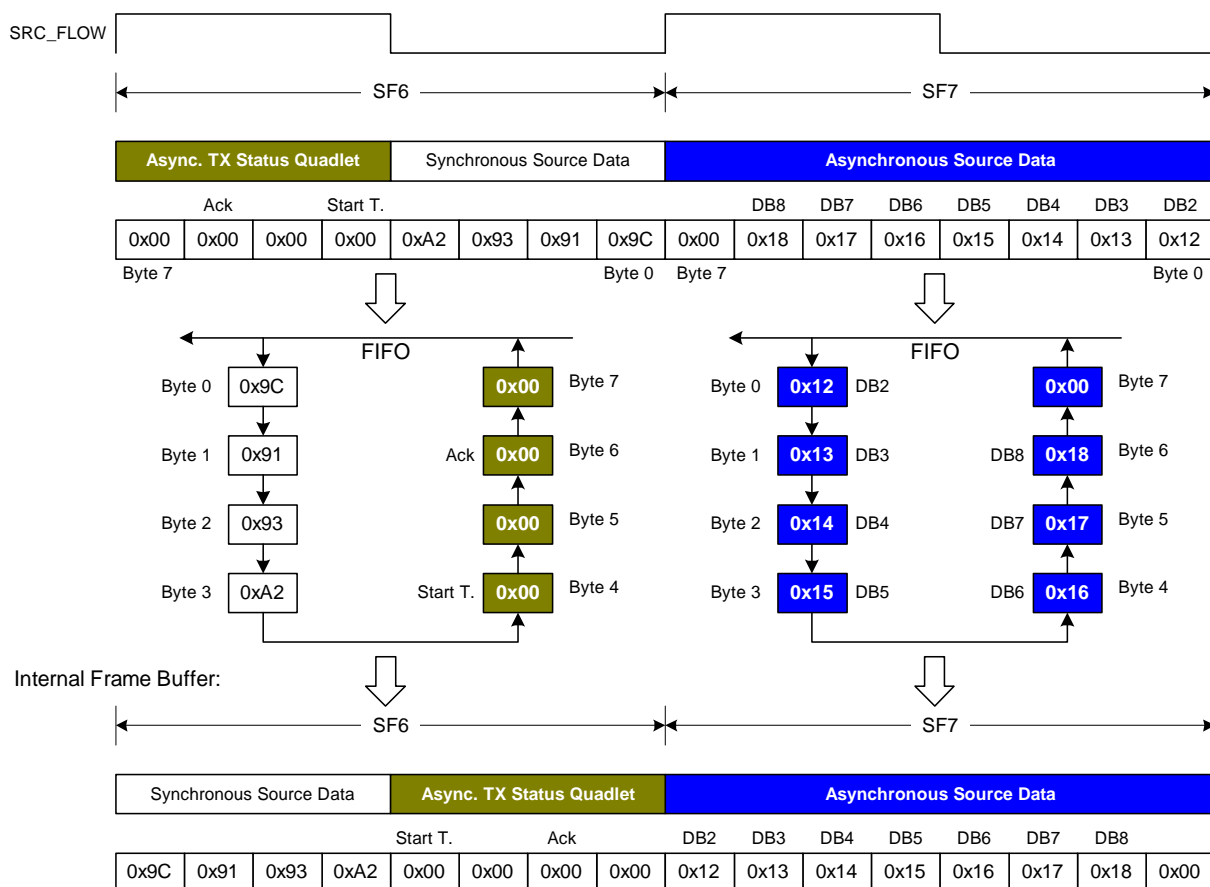 SRC_FLOW
SF6 SF7
Async. TX Status Quadlet Synchronous Source Data Asynchronous Source Data
Ack Start T. DB8 DB7 DB6 DB5 DB4 DB3 DB2
0x00 0x00 0x00 0x00 0xA2 0x93 0x91 0x9C 0x00 0x18 0x17 0x16 0x15 0x14 0x13 0x12
Byte 7 Byte 0 Byte 7 Byte 0
FIFO FIFO
Byte 0 0x9C 0x00 Byte 7 Byte 0 0x12 DB2 0x00 Byte 7
Byte 1 0x91 Ack 0x00 Byte 6 Byte 1 0x13 DB3 DB8 0x18 Byte 6
Byte 2 0x93 0x00 Byte 5 Byte 2 0x14 DB4 DB7 0x17 Byte 5
Byte 3 0xA2 Start T. 0x00 Byte 4 Byte 3 0x15 DB5 DB6 0x16 Byte 4
Internal Frame Buffer:
SF6 SF7
Synchronous Source Data Async. TX Status Quadlet Asynchronous Source Data
Start T. Ack DB2 DB3 DB4 DB5 DB6 DB7 DB8
0x9C 0x91 0x93 0xA2 0x00 0x00 0x00 0x00 0x12 0x13 0x14 0x15 0x16 0x17 0x18 0x00